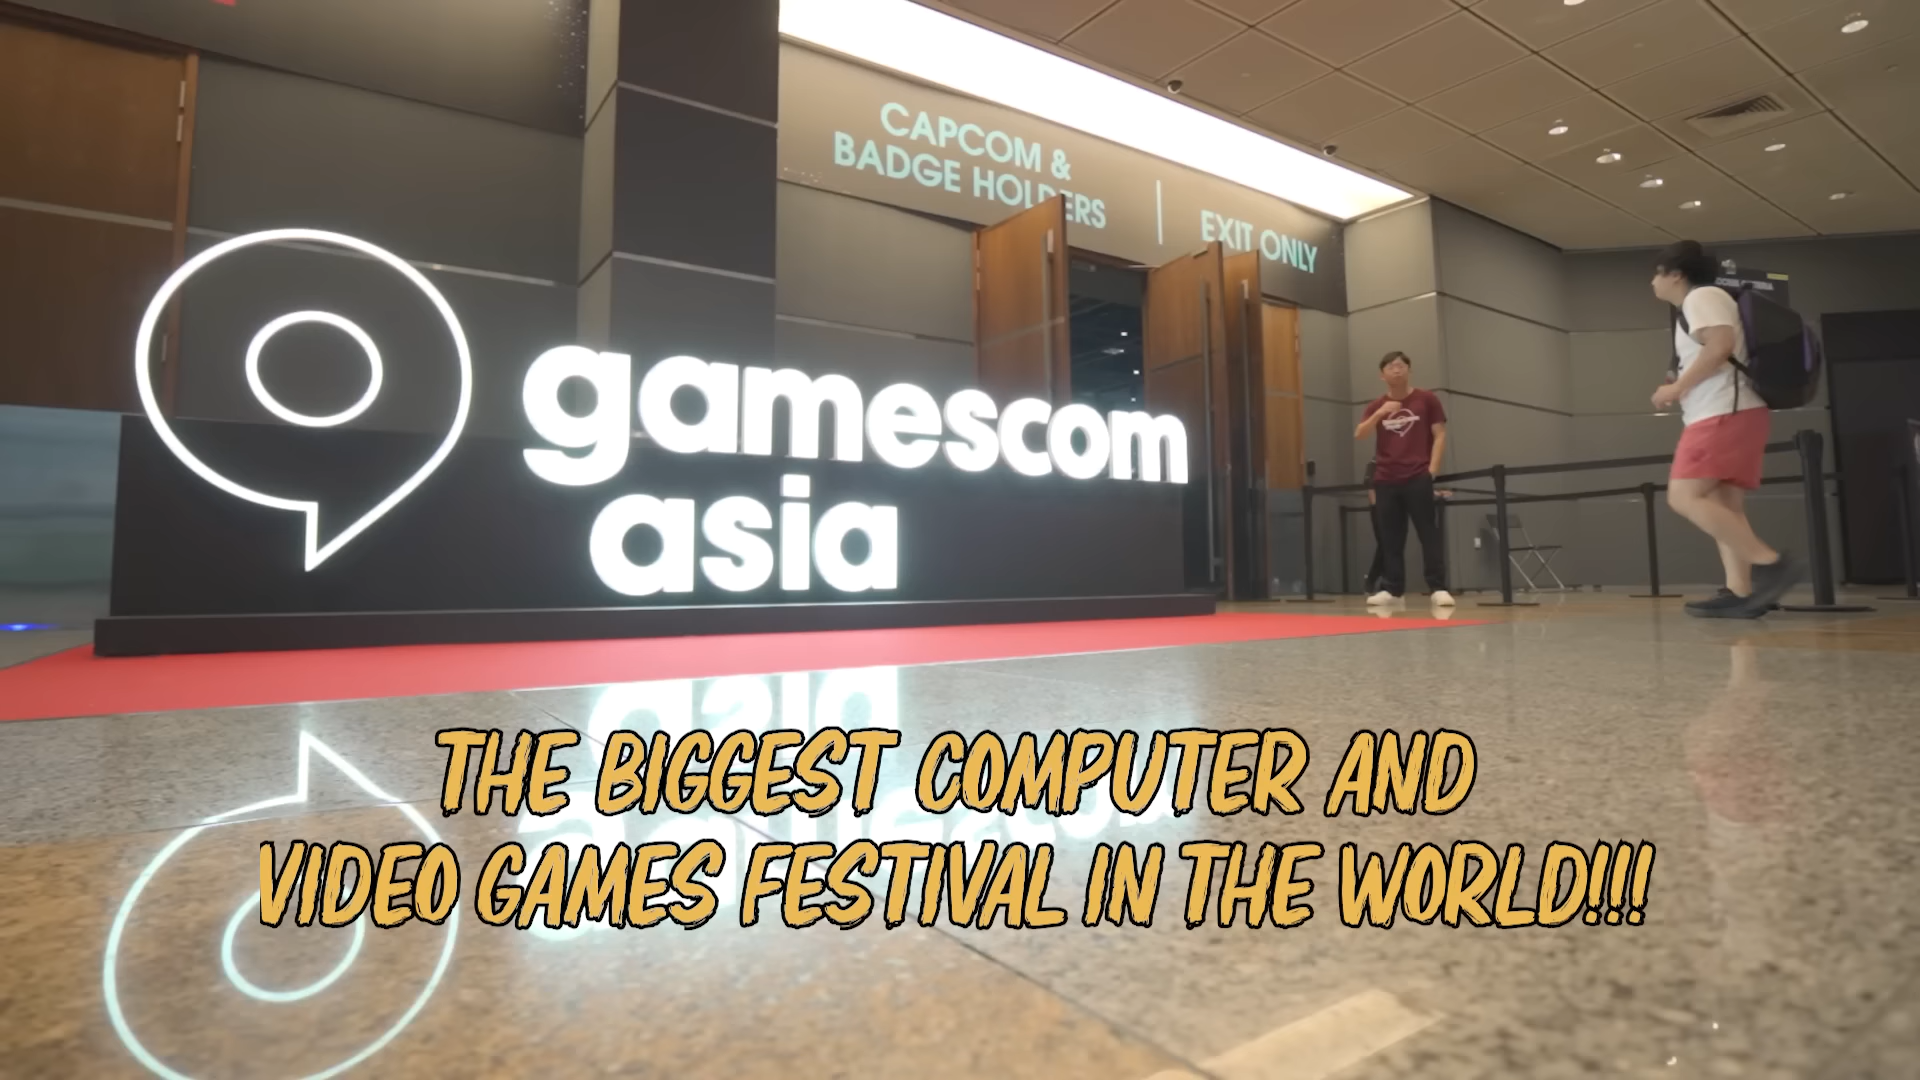 CAPCOM &
BADGE HOLDERS
EXIT ONLY
gamescom
asia
THE BIGGEST COMPUTER AND
VIDEO GAMES FESTIVAL IN THE WORLD!!!